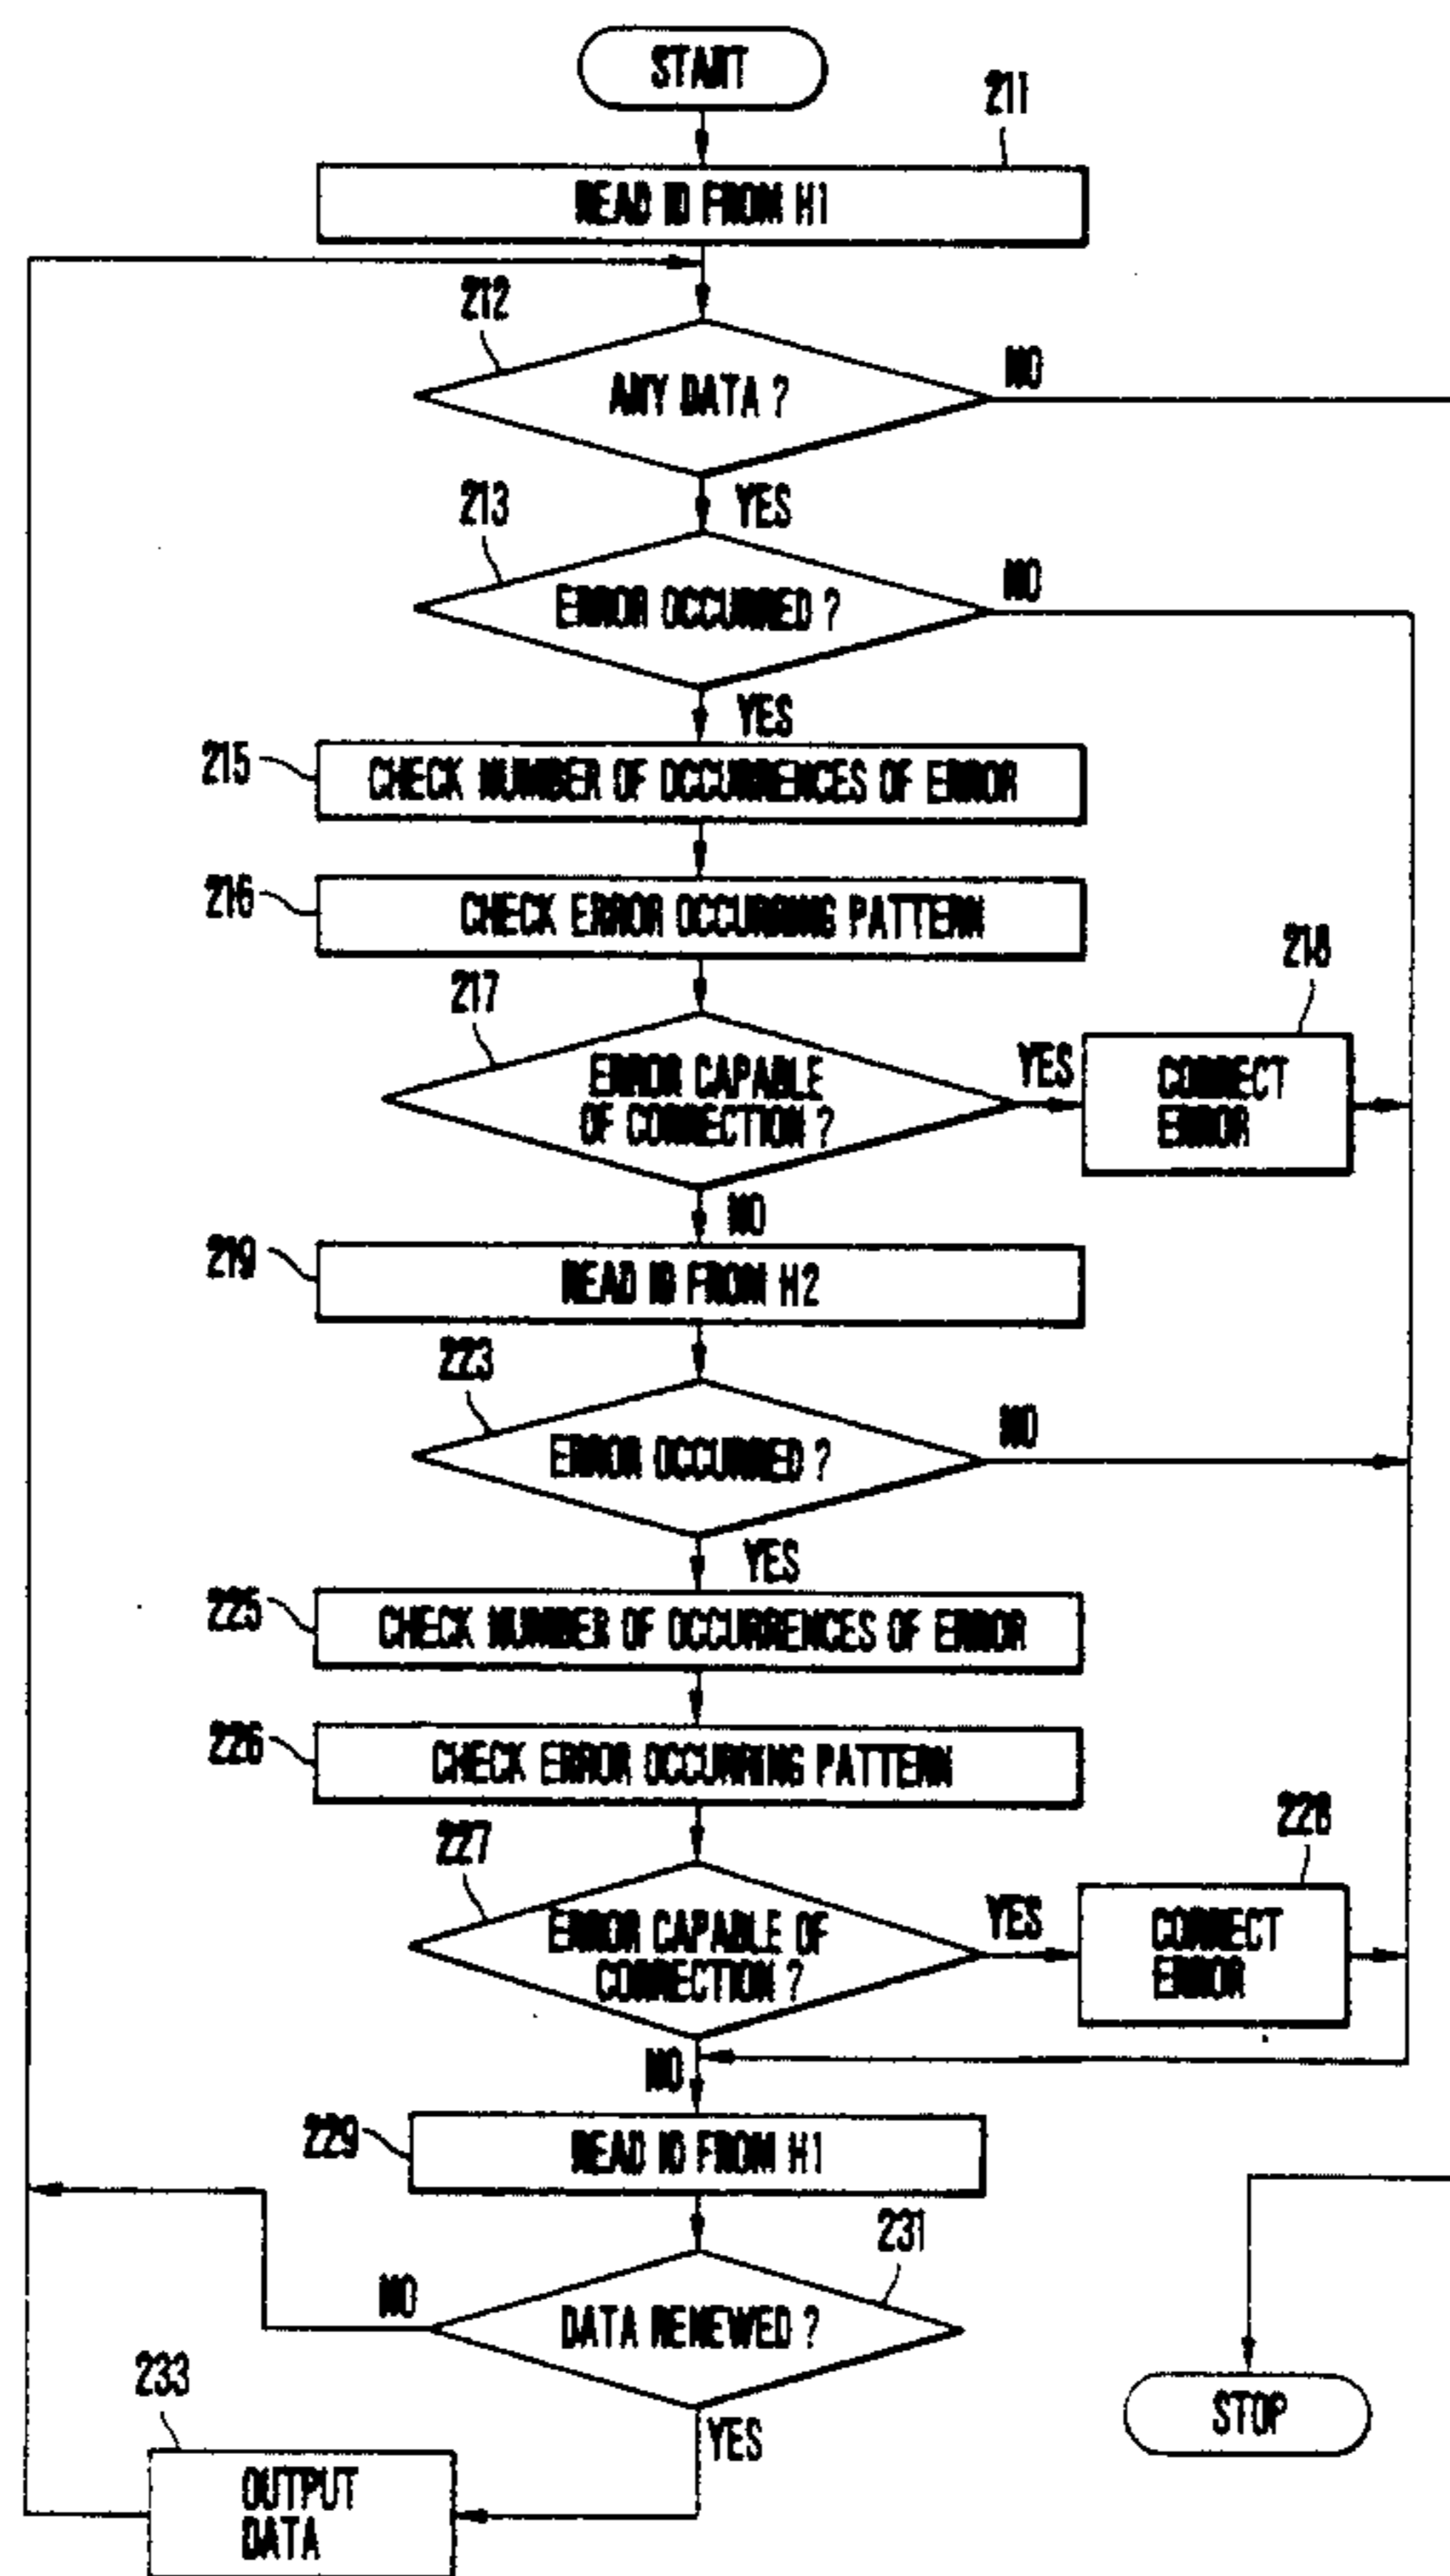 START
211
READ ID FROM H1
212
ANY DATA ?
NO
YES
213
ERROR OCCURRED ?
NO
YES
215
CHECK NUMBER OF OCCURRENCES OF ERROR
216
CHECK ERROR OCCURRING PATTERN
217
ERROR CAPABLE
OF CORRECTION ?
YES
218
CORRECT
ERROR
NO
219
READ ID FROM H2
223
ERROR OCCURRED ?
NO
YES
225
CHECK NUMBER OF OCCURRENCES OF ERROR
226
CHECK ERROR OCCURRING PATTERN
227
ERROR CAPABLE OF
CORRECTION ?
YES
228
CORRECT
ERROR
NO
229
READ ID FROM H1
231
DATA RENEWED ?
NO
YES
233
OUTPUT
DATA
STOP